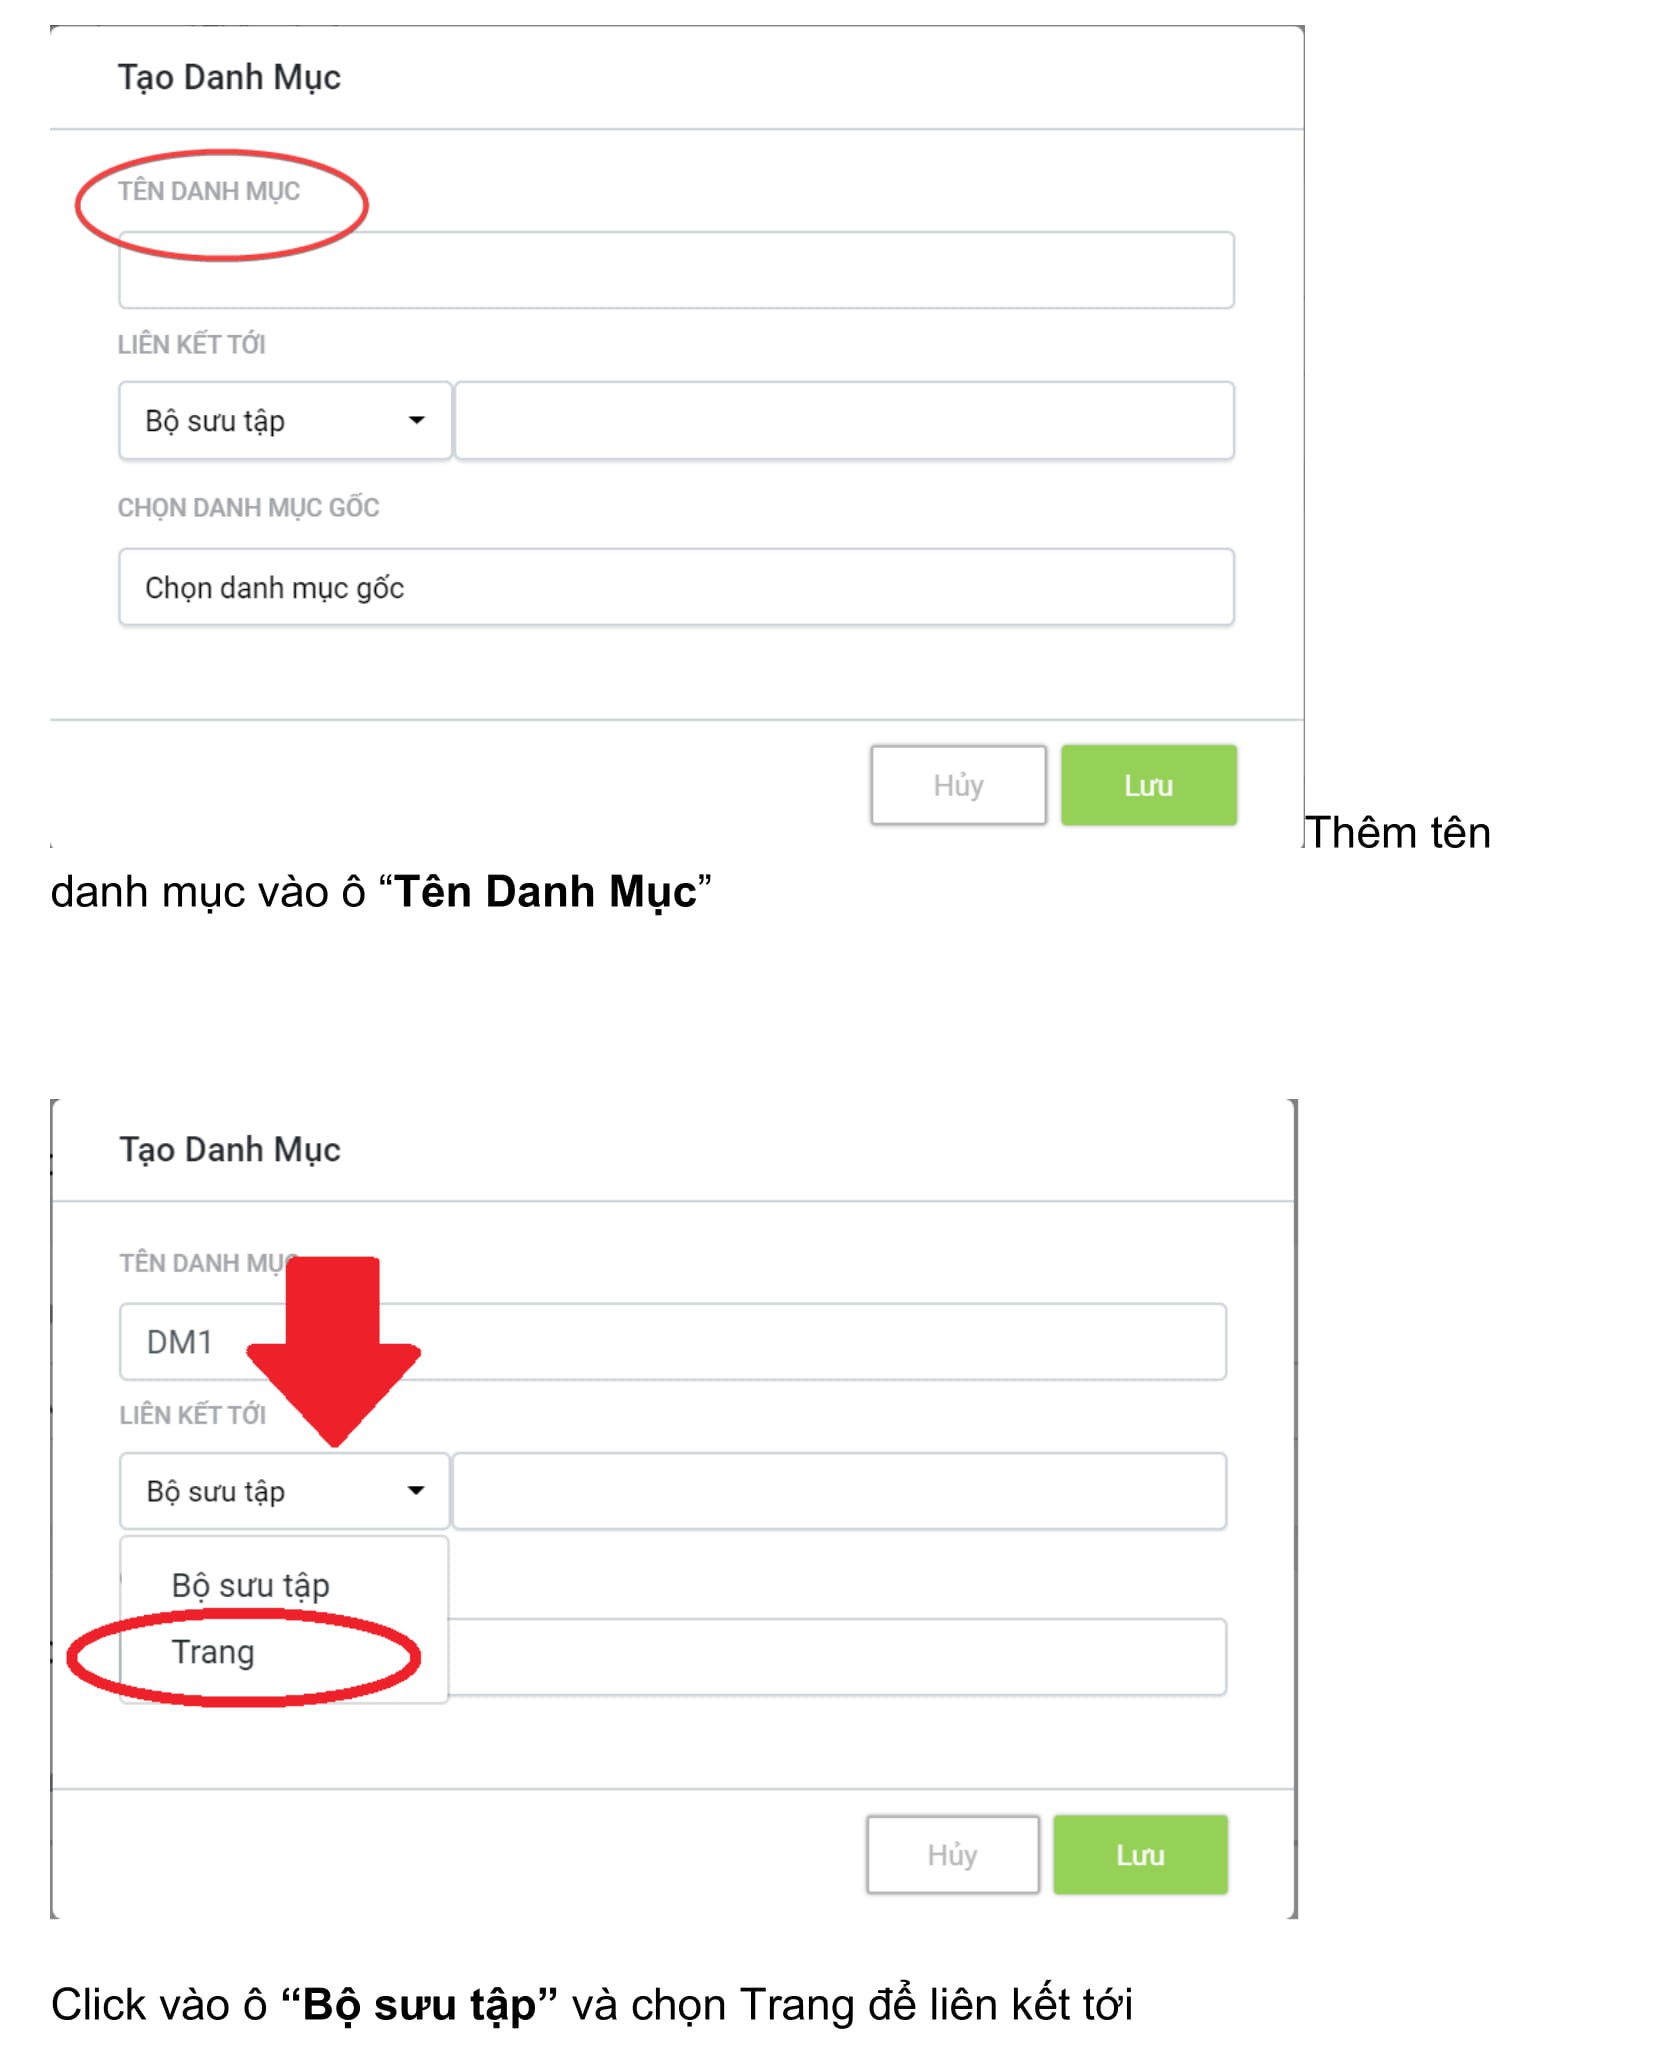 Tạo Danh Mục
TÊN DANH MỤC
LIÊN KẾT TỚI
Bộ sưu tập
CHỌN DANH MỤC GỐC
Chọn danh mục gốc
Hủy Lưu
Thêm tên
danh mục vào ô “Tên Danh Mục”
Tạo Danh Mục
TÊN DANH MỤC
DM1
LIÊN KẾT TỚI
Bộ sưu tập
Bộ sưu tập
Trang
Hủy Lưu
Click vào ô “Bộ sưu tập” và chọn Trang để liên kết tới